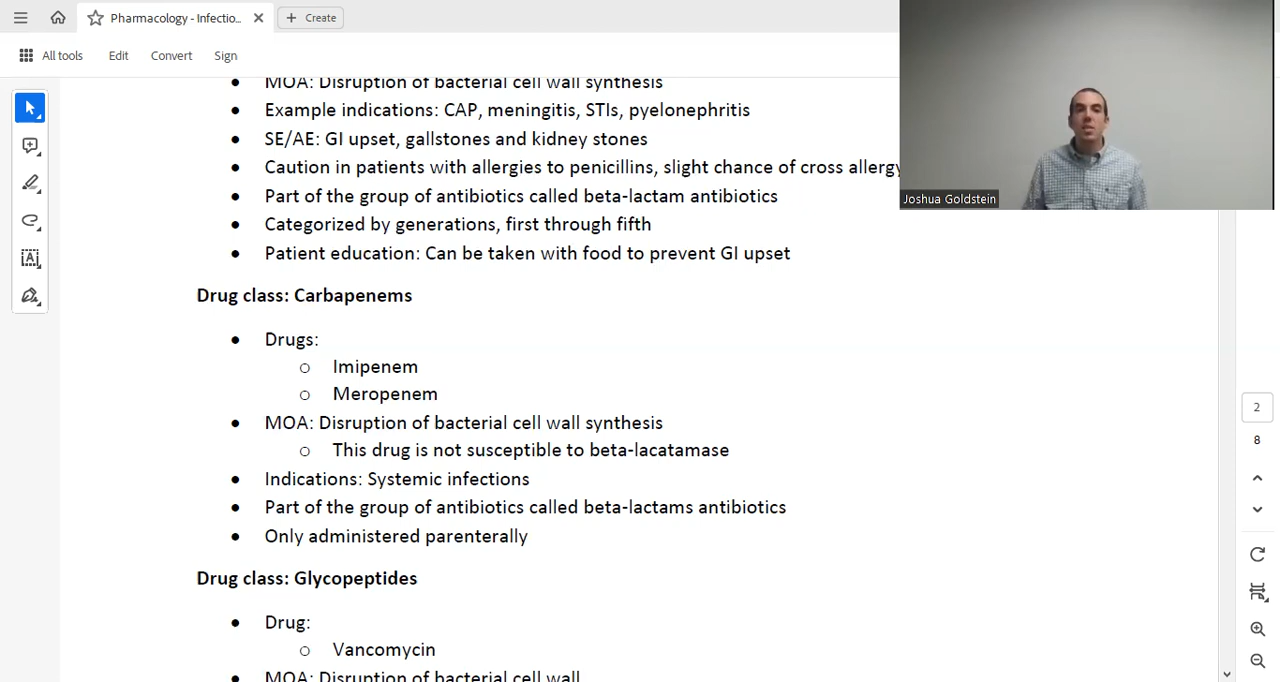 Pharmacology - Infectio...
Create
All tools
Edit
Convert
Sign
MOA: Disruption of bacterial cell wall synthesis
Example indications: CAP, meningitis, STIs, pyelonephritis
SE/AE: GI upset, gallstones and kidney stones
Caution in patients with allergies to penicillins, slight chance of cross allergy
Part of the group of antibiotics called beta-lactam antibiotics
Categorized by generations, first through fifth
Patient education: Can be taken with food to prevent GI upset
Drug class: Carbapenems
Drugs:
Imipenem
Meropenem
MOA: Disruption of bacterial cell wall synthesis
This drug is not susceptible to beta-lacatamase
Indications: Systemic infections
Part of the group of antibiotics called beta-lactams antibiotics
Only administered parenterally
Drug class: Glycopeptides
Drug:
Vancomycin
MOA: Disruption of bacterial cell wall
Joshua Goldstein
2
8